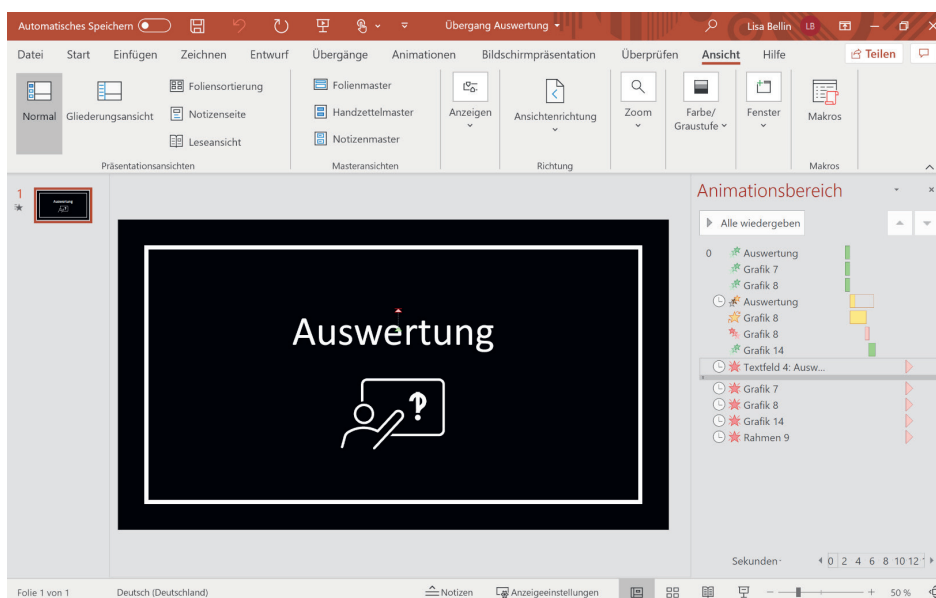 Automatisches Speichern
Übergang Auswertung
Lisa Bellin
LB
Datei Start Einfügen Zeichnen Entwurf Übergänge Animationen Bildschirmpräsentation Überprüfen Ansicht Hilfe Teilen
Normal
Gliederungsansicht
Foliensortierung
Notizenseite
Leseansicht
Präsentationsansichten
Folienmaster
Handzettelmaster
Notizenmaster
Masteransichten
Anzeigen
Ansichtenrichtung
Richtung
Zoom
Farbe/
Graustufe
Fenster
Makros
Makros
1
Auswertung
Auswertung
?
Animationsbereich
Alle wiedergeben
0 Auswertung
Grafik 7
Grafik 8
Auswertung
Grafik 8
Grafik 8
Grafik 14
Textfeld 4: Ausw...
Grafik 7
Grafik 8
Grafik 14
Rahmen 9
Sekunden 0 2 4 6 8 10 12
Folie 1 von 1 Deutsch (Deutschland) Notizen Anzeigeeinstellungen 50 %